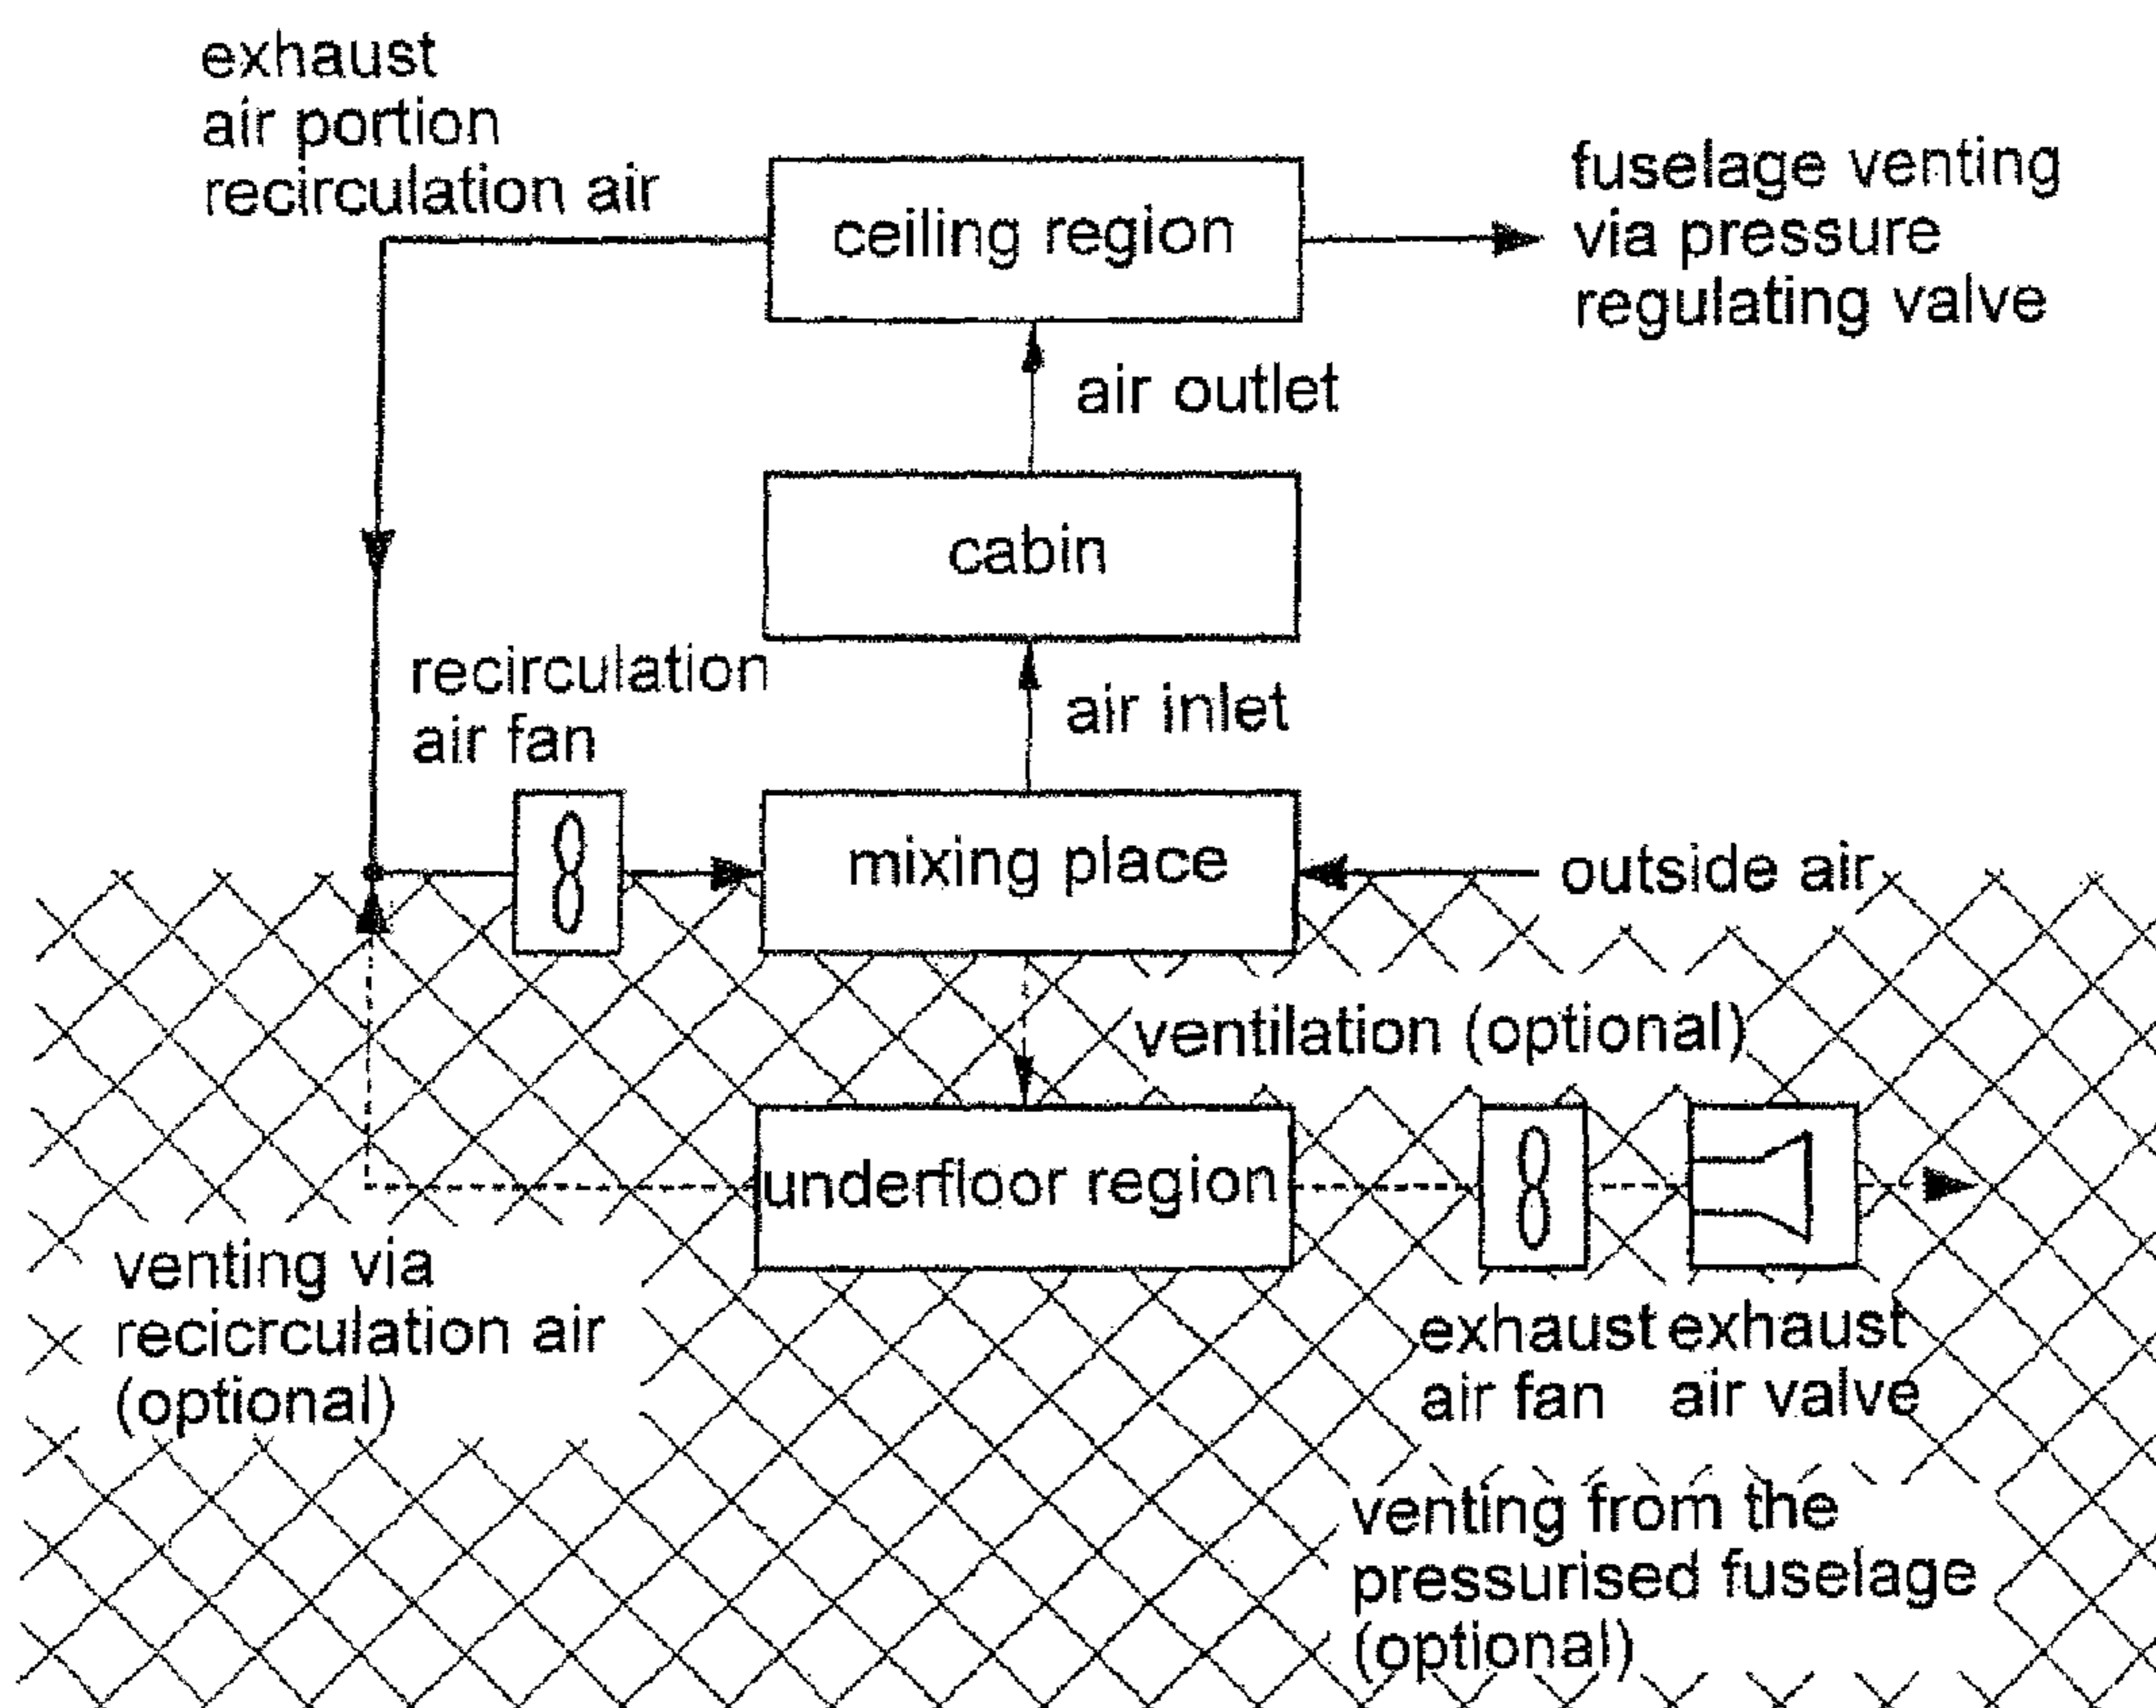 exhaust
air portion
recirculation air
ceiling region
fuselage venting
via pressure
regulating valve
air outlet
cabin
recirculation
air fan
air inlet
mixing place
outside air
ventilation (optional)
underfloor region
venting via
recicrculation air
(optional)
exhaust
air fan
exhaust
air valve
venting from the
pressurised fuselage
(optional)